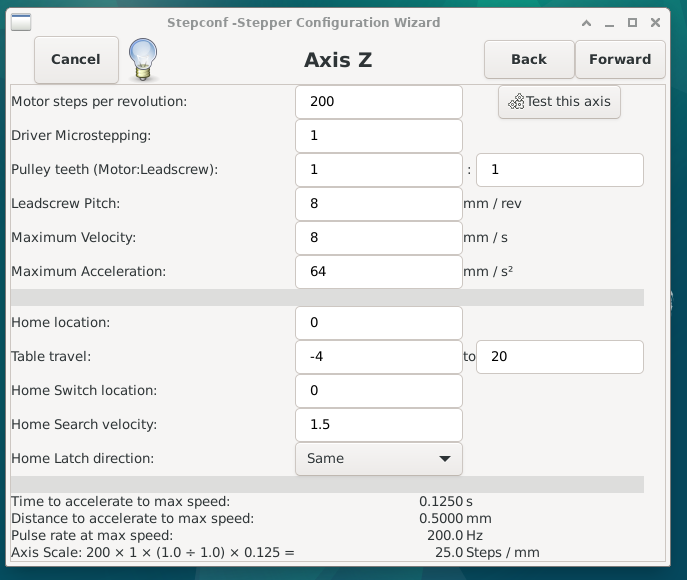 Stepconf -Stepper Configuration Wizard
Cancel Axis Z Back Forward
Motor steps per revolution: 200 Test this axis
Driver Microstepping: 1
Pulley teeth (Motor:Leadscrew): 1 : 1
Leadscrew Pitch: 8 mm / rev
Maximum Velocity: 8 mm / s
Maximum Acceleration: 64 mm / s²
Home location: 0
Table travel: -4 to 20
Home Switch location: 0
Home Search velocity: 1.5
Home Latch direction: Same
Time to accelerate to max speed: 0.1250 s
Distance to accelerate to max speed: 0.5000 mm
Pulse rate at max speed: 200.0 Hz
Axis Scale: 200 × 1 × (1.0 ÷ 1.0) × 0.125 = 25.0 Steps / mm